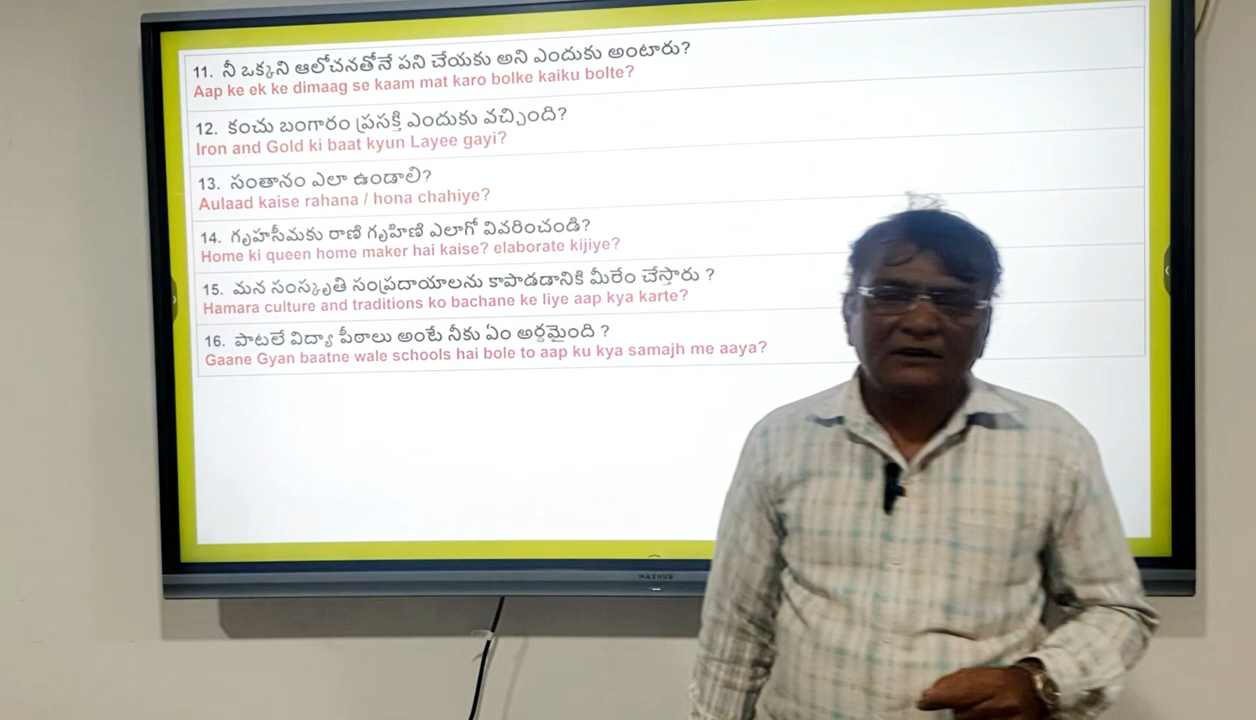 11. నీ ఒక్కని ఆలోచనతోనే పని చేయకు అని ఎందుకు అంటారు?
Aap ke ek ke dimaag se kaam mat karo bolke kaiku bolte?
12. కంచు బంగారం ప్రసక్తి ఎందుకు వచ్చింది?
Iron and Gold ki baat kyun Layee gayi?
13. సంతానం ఎలా ఉండాలి?
Aulaad kaise rahana / hona chahiye?
14. గృహసీమకు రాణి గృహిణి ఎలాగో వివరించండి?
Home ki queen home maker hai kaise? elaborate kijiye?
15. మన సంస్కృతి సంప్రదాయాలను కాపాడడానికి మీరేం చేస్తారు ?
Hamara culture and traditions ko bachane ke liye aap kya karte?
16. పాటలే విద్యా పీఠాలు అంటే నీకు ఏం అర్థమైంది ?
Gaane Gyan baatne wale schools hai bole to aap ku kya samajh me aaya?
MAXHUB